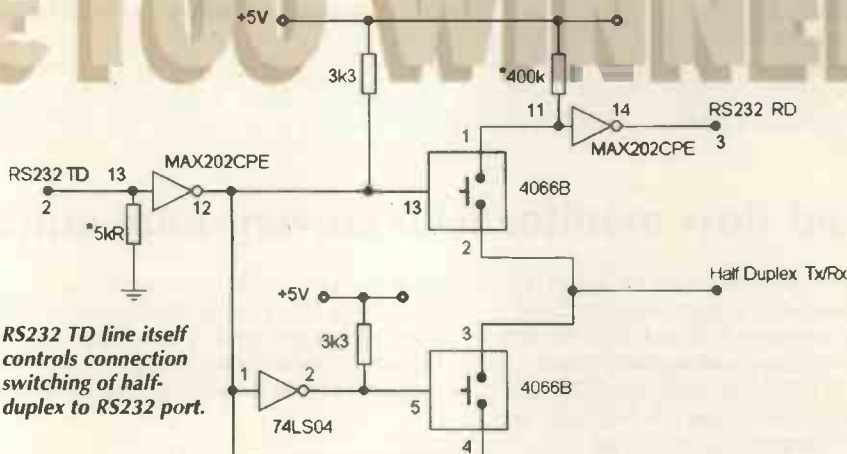 E TOO WINNE
+5V
3k3
*400k
11
14
RS232 RD
3
MAX202CPE
1
RS232 TD
13
MAX202CPE
2
12
13
4066B
*5kR
2
Half Duplex Tx/Rx
+5V
3k3
3
RS232 TD line itself
controls connection
switching of half-
duplex to RS232 port.
1
2
5
4066B
74LS04
4